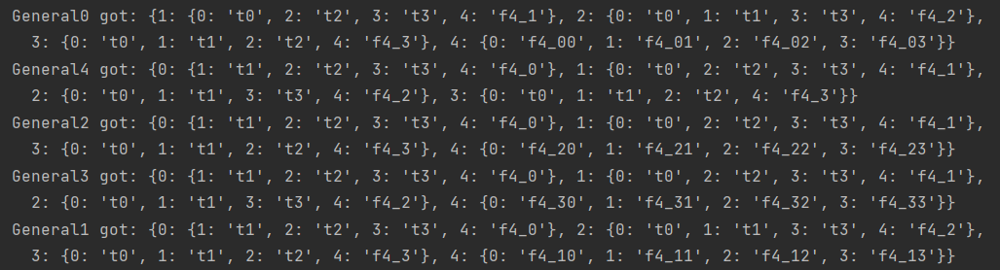 General0 got: {1: {0: 't0', 2: 't2', 3: 't3', 4: 'f4_1'}, 2: {0: 't0', 1: 't1', 3: 't3', 4: 'f4_2'},
3: {0: 't0', 1: 't1', 2: 't2', 4: 'f4_3'}, 4: {0: 'f4_00', 1: 'f4_01', 2: 'f4_02', 3: 'f4_03'}}
General4 got: {0: {1: 't1', 2: 't2', 3: 't3', 4: 'f4_0'}, 1: {0: 't0', 2: 't2', 3: 't3', 4: 'f4_1'},
2: {0: 't0', 1: 't1', 3: 't3', 4: 'f4_2'}, 3: {0: 't0', 1: 't1', 2: 't2', 4: 'f4_3'}}
General2 got: {0: {1: 't1', 2: 't2', 3: 't3', 4: 'f4_0'}, 1: {0: 't0', 2: 't2', 3: 't3', 4: 'f4_1'},
3: {0: 't0', 1: 't1', 2: 't2', 4: 'f4_3'}, 4: {0: 'f4_20', 1: 'f4_21', 2: 'f4_22', 3: 'f4_23'}}
General3 got: {0: {1: 't1', 2: 't2', 3: 't3', 4: 'f4_0'}, 1: {0: 't0', 2: 't2', 3: 't3', 4: 'f4_1'},
2: {0: 't0', 1: 't1', 3: 't3', 4: 'f4_2'}, 4: {0: 'f4_30', 1: 'f4_31', 2: 'f4_32', 3: 'f4_33'}}
General1 got: {0: {1: 't1', 2: 't2', 3: 't3', 4: 'f4_0'}, 2: {0: 't0', 1: 't1', 3: 't3', 4: 'f4_2'},
3: {0: 't0', 1: 't1', 2: 't2', 4: 'f4_3'}, 4: {0: 'f4_10', 1: 'f4_11', 2: 'f4_12', 3: 'f4_13'}}